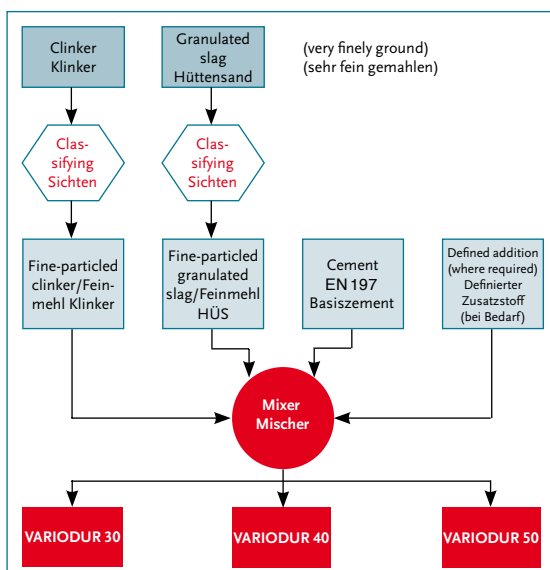 Clinker
Klinker
Granulated
slag
Hüttensand
(very finely ground)
(sehr fein gemahlen)
Clas-
sifying
Sichten
Clas-
sifying
Sichten
Fine-particled
clinker/Fein-
mehl Klinker
Fine-particled
granulated
slag/Feinmehl
HÜS
Cement
EN 197
Basiszement
Defined addition
(where required)
Definierter
Zusatzstoff
(bei Bedarf)
Mixer
Mischer
VARIODUR 30
VARIODUR 40
VARIODUR 50